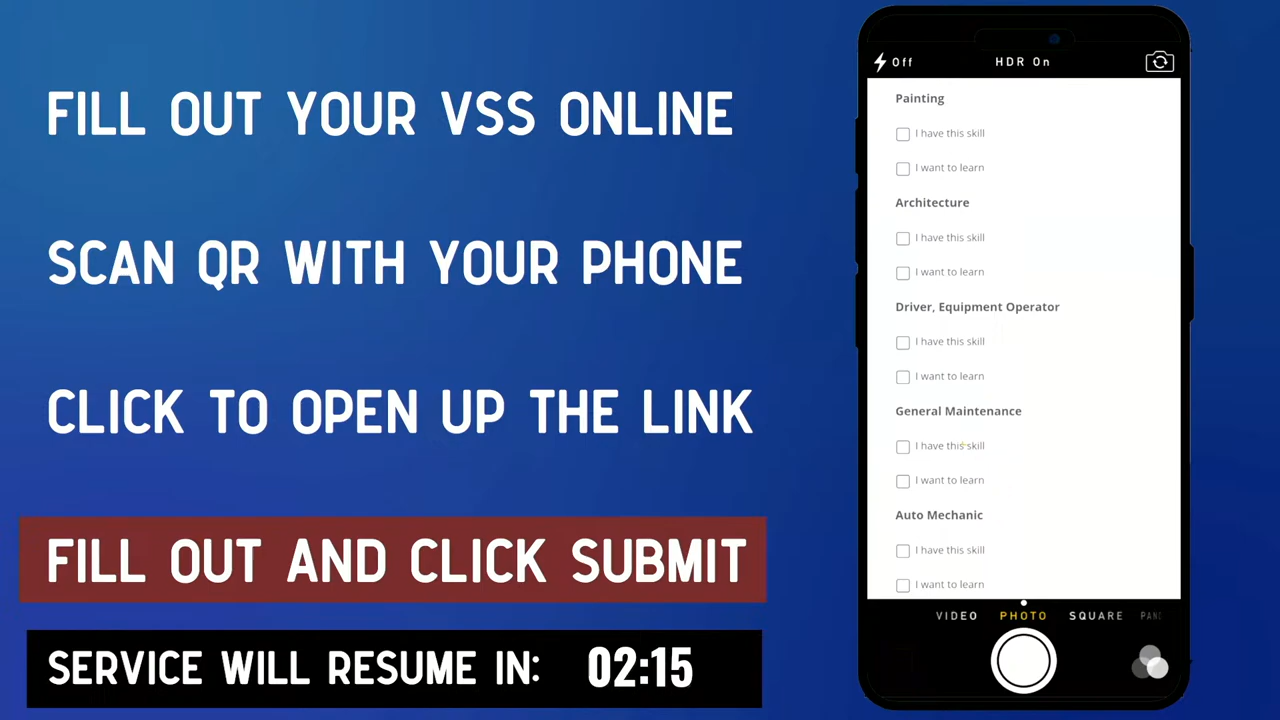 FILL OUT YOUR VSS ONLINE
SCAN QR WITH YOUR PHONE
CLICK TO OPEN UP THE LINK
FILL OUT AND CLICK SUBMIT
SERVICE WILL RESUME IN: 02:15
Off HDR On
Painting
I have this skill
I want to learn
Architecture
I have this skill
I want to learn
Driver, Equipment Operator
I have this skill
I want to learn
General Maintenance
I have this skill
I want to learn
Auto Mechanic
I have this skill
I want to learn
VIDEO PHOTO SQUARE PAN